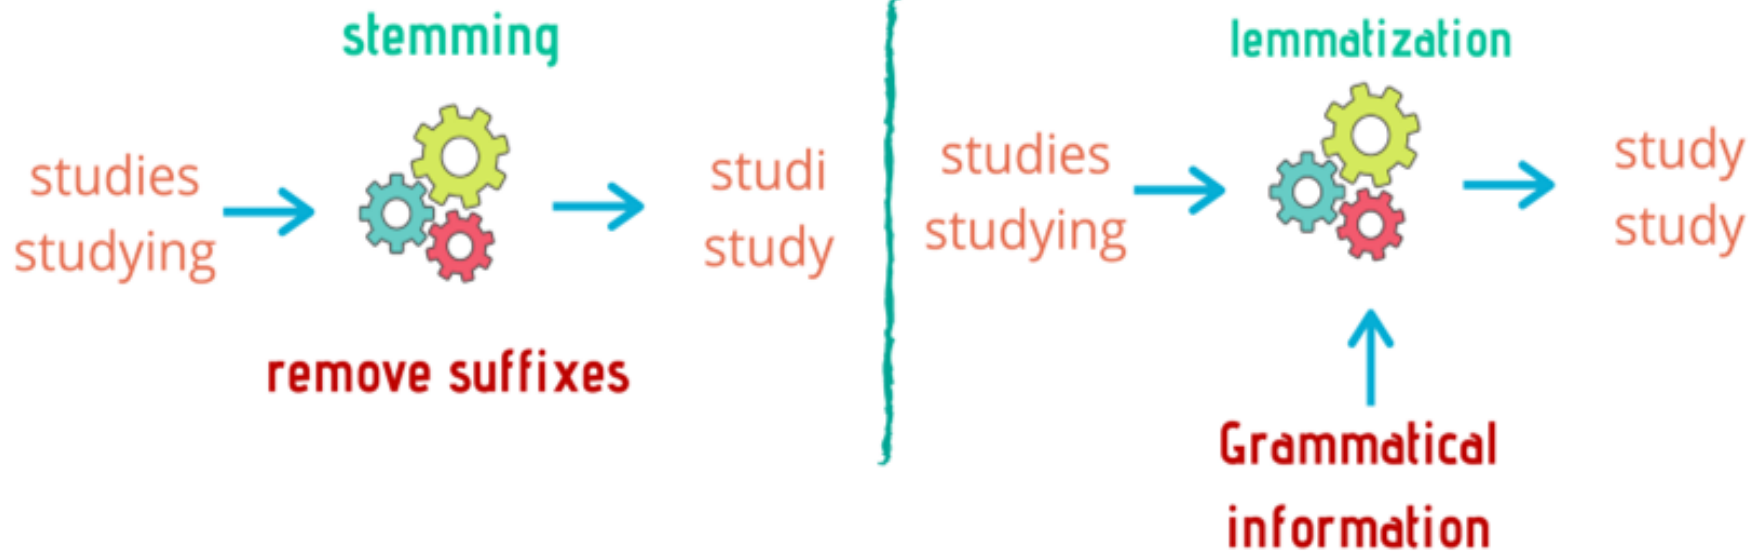 stemming
studies
studying
studi
study
remove suffixes
lemmatization
studies
studying
study
study
Grammatical
information